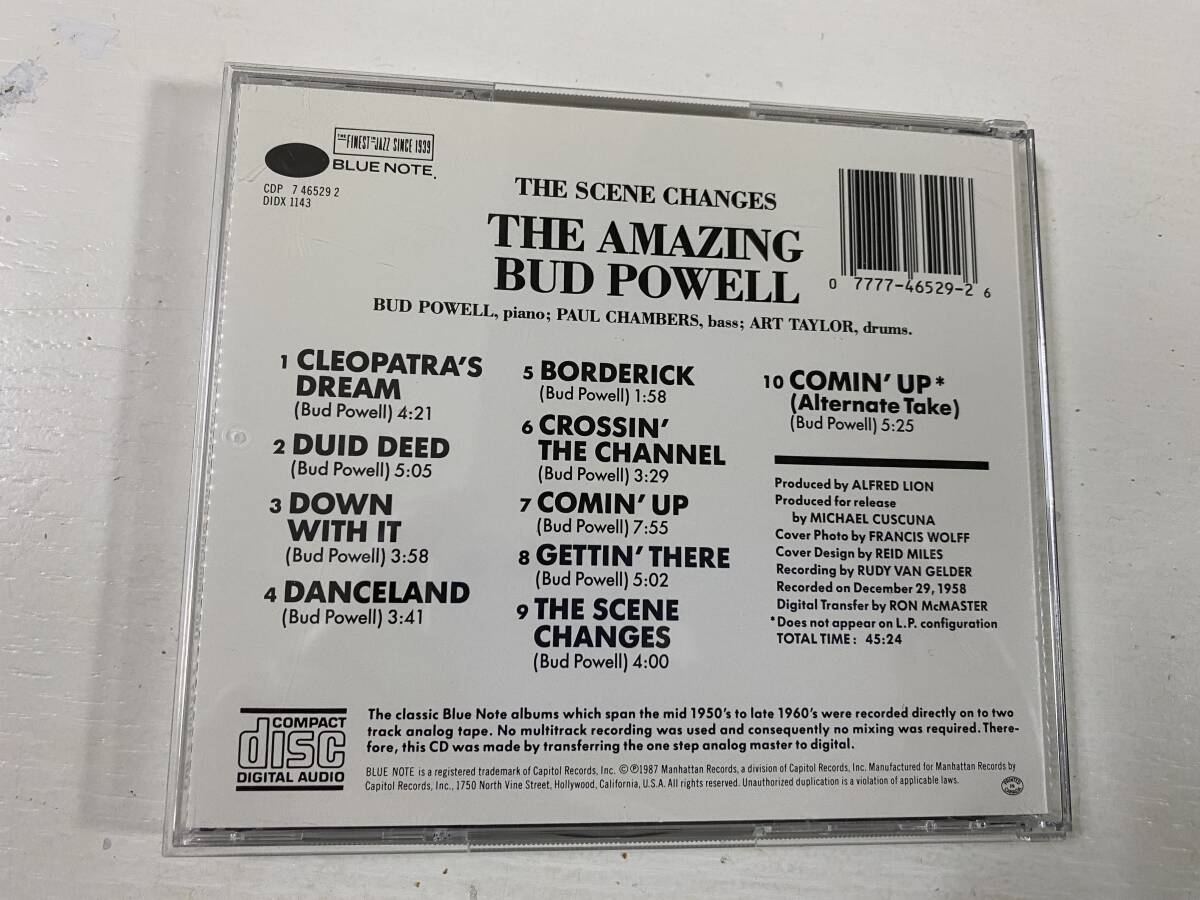 THE FINEST IN JAZZ SINCE 1939
BLUE NOTE.
CDP 7 46529 2
DIDX 1143
THE SCENE CHANGES
THE AMAZING
BUD POWELL
0 7777-46529-2 6
BUD POWELL, piano; PAUL CHAMBERS, bass; ART TAYLOR, drums.
1 CLEOPATRA'S
DREAM
(Bud Powell) 4:21
2 DUID DEED
(Bud Powell) 5:05
3 DOWN
WITH IT
(Bud Powell) 3:58
4 DANCELAND
(Bud Powell) 3:41
5 BORDERICK
(Bud Powell) 1:58
6 CROSSIN'
THE CHANNEL
(Bud Powell) 3:29
7 COMIN' UP
(Bud Powell) 7:55
8 GETTIN' THERE
(Bud Powell) 5:02
9 THE SCENE
CHANGES
(Bud Powell) 4:00
10 COMIN' UP*
(Alternate Take)
(Bud Powell) 5:25
Produced by ALFRED LION
Produced for release
by MICHAEL CUSCUNA
Cover Photo by FRANCIS WOLFF
Cover Design by REID MILES
Recording by RUDY VAN GELDER
Recorded on December 29, 1958
Digital Transfer by RON McMASTER
*Does not appear on L.P. configuration
TOTAL TIME: 45:24
COMPACT
disc
DIGITAL AUDIO
The classic Blue Note albums which span the mid 1950's to late 1960's were recorded directly on to two
track analog tape. No multitrack recording was used and consequently no mixing was required. There-
fore, this CD was made by transferring the one step analog master to digital.
BLUE NOTE is a registered trademark of Capitol Records, Inc. ©℗1987 Manhattan Records, a division of Capitol Records, Inc. Manufactured for Manhattan Records by
Capitol Records, Inc., 1750 North Vine Street, Hollywood, California, U.S.A. All rights reserved. Unauthorized duplication is a violation of applicable laws.